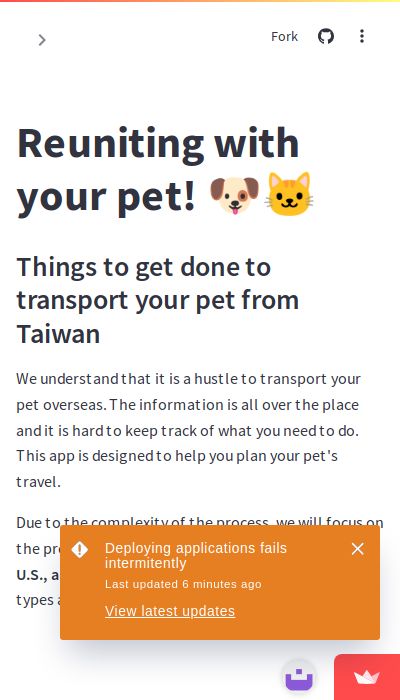 Fork
Reuniting with
your pet! 🐶🐱
Things to get done to
transport your pet from
Taiwan
We understand that it is a hustle to transport your
pet overseas. The information is all over the place
and it is hard to keep track of what you need to do.
This app is designed to help you plan your pet's
travel.
Due to the complexity of the process, we will focus on
the
U.S.,
types
Deploying applications fails
intermitently
Last updated 6 minutes ago
View latest updates